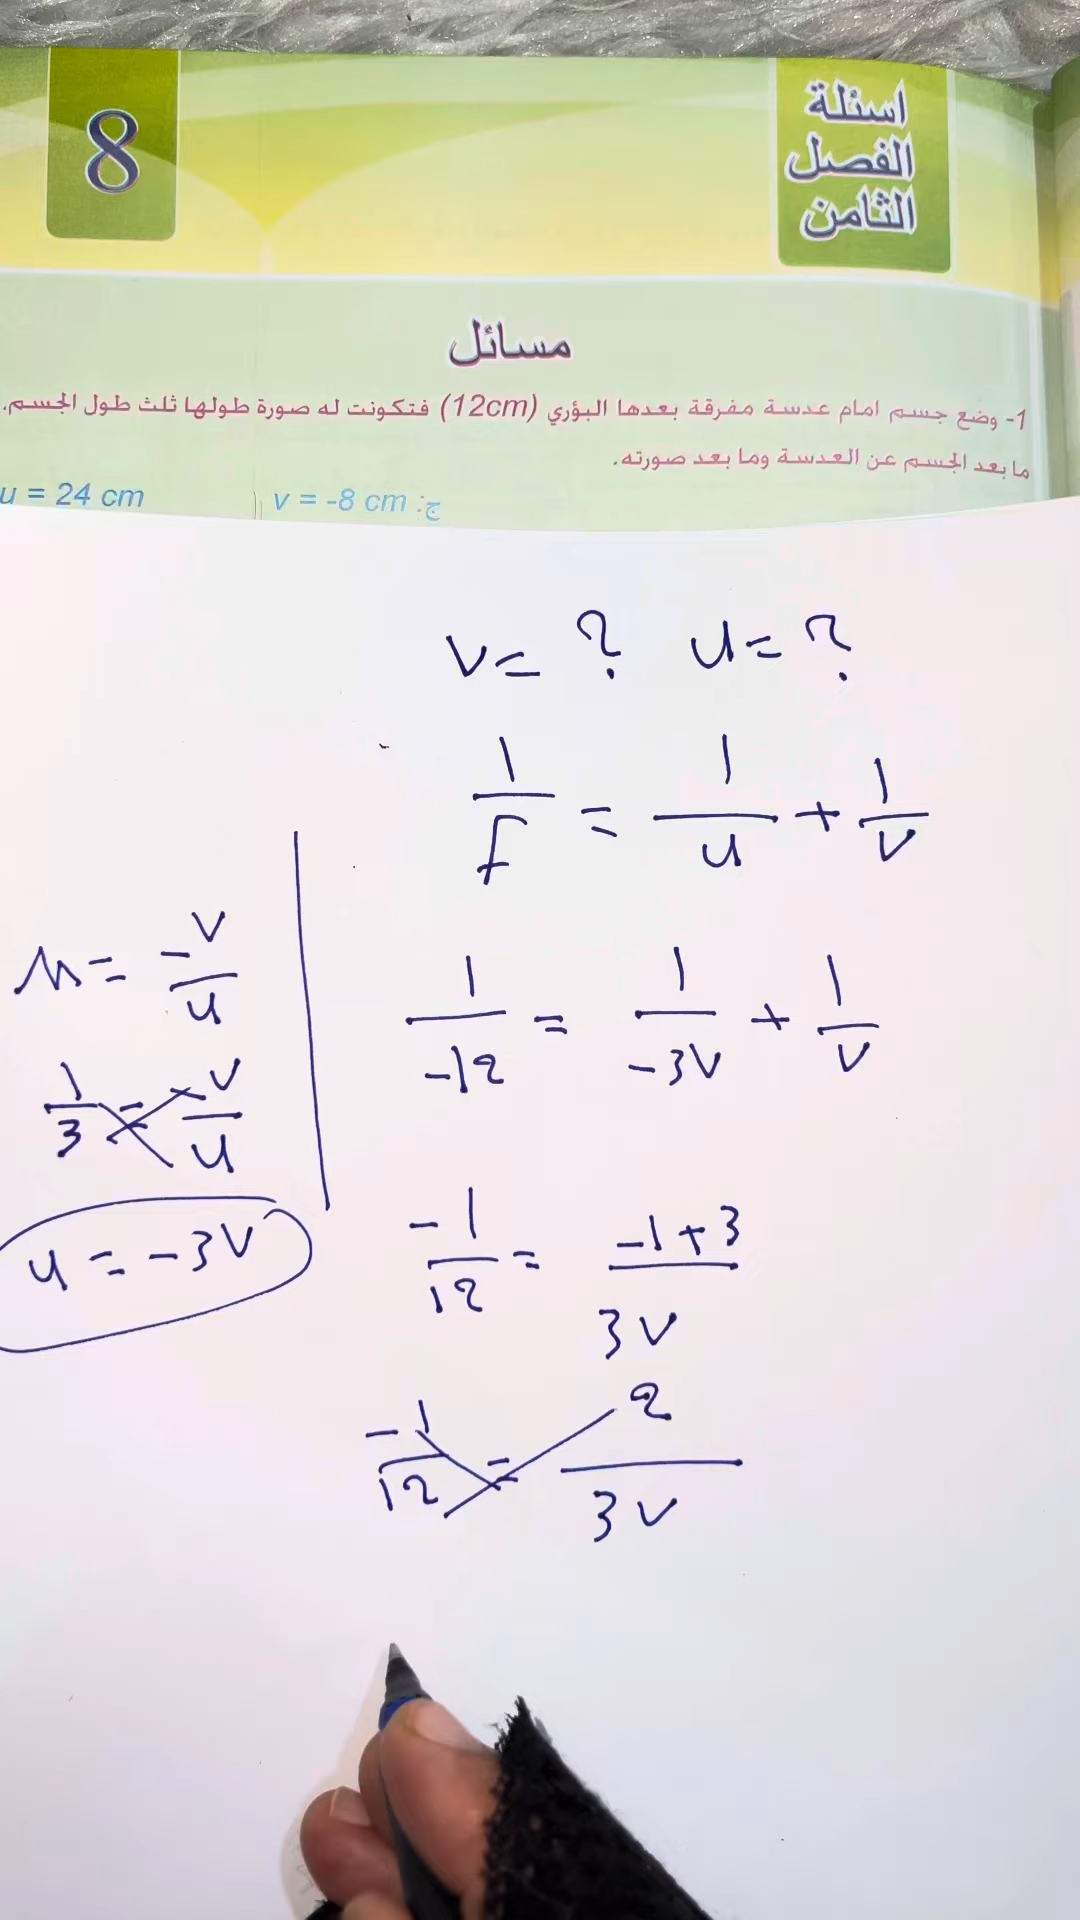 8
اسئلة
الفصل
الثامن
مسائل
1- وضع جسم امام عدسة مفرقة بعدها البؤري (12cm) فتكونت له صورة طولها ثلث طول الجسم.
ما بعد الجسم عن العدسة وما بعد صورته.
ج: v = -8 cm
u = 24 cm
v = ? u = ?
1/f = 1/u + 1/v
1/-12 = 1/-3v + 1/v
-1/12 = -1+3/3v
-1/12 = 2/3v
M = -v/u
1/3 = -v/u
u = -3v